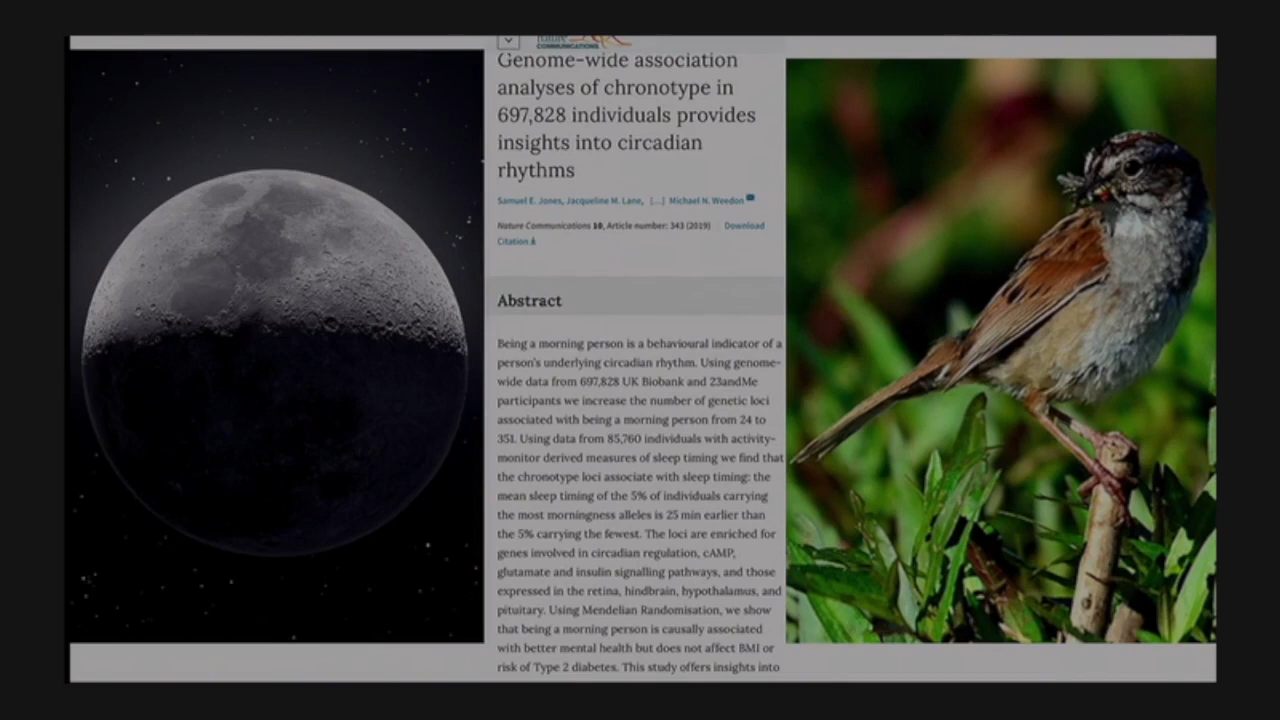 nature
COMMUNICATIONS
Genome-wide association
analyses of chronotype in
697,828 individuals provides
insights into circadian
rhythms
Samuel E. Jones, Jacqueline M. Lane, [...] Michael N. Weedon
Nature Communications 10, Article number: 343 (2019) Download
Citation
Abstract
Being a morning person is a behavioural indicator of a
person's underlying circadian rhythm. Using genome-
wide data from 697,828 UK Biobank and 23andMe
participants we increase the number of genetic loci
associated with being a morning person from 24 to
351. Using data from 85,760 individuals with activity-
monitor derived measures of sleep timing we find that
the chronotype loci associate with sleep timing: the
mean sleep timing of the 5% of individuals carrying
the most morningness alleles is 25 min earlier than
the 5% carrying the fewest. The loci are enriched for
genes involved in circadian regulation, cAMP,
glutamate and insulin signalling pathways, and those
expressed in the retina, hindbrain, hypothalamus, and
pituitary. Using Mendelian Randomisation, we show
that being a morning person is causally associated
with better mental health but does not affect BMI or
risk of Type 2 diabetes. This study offers insights into